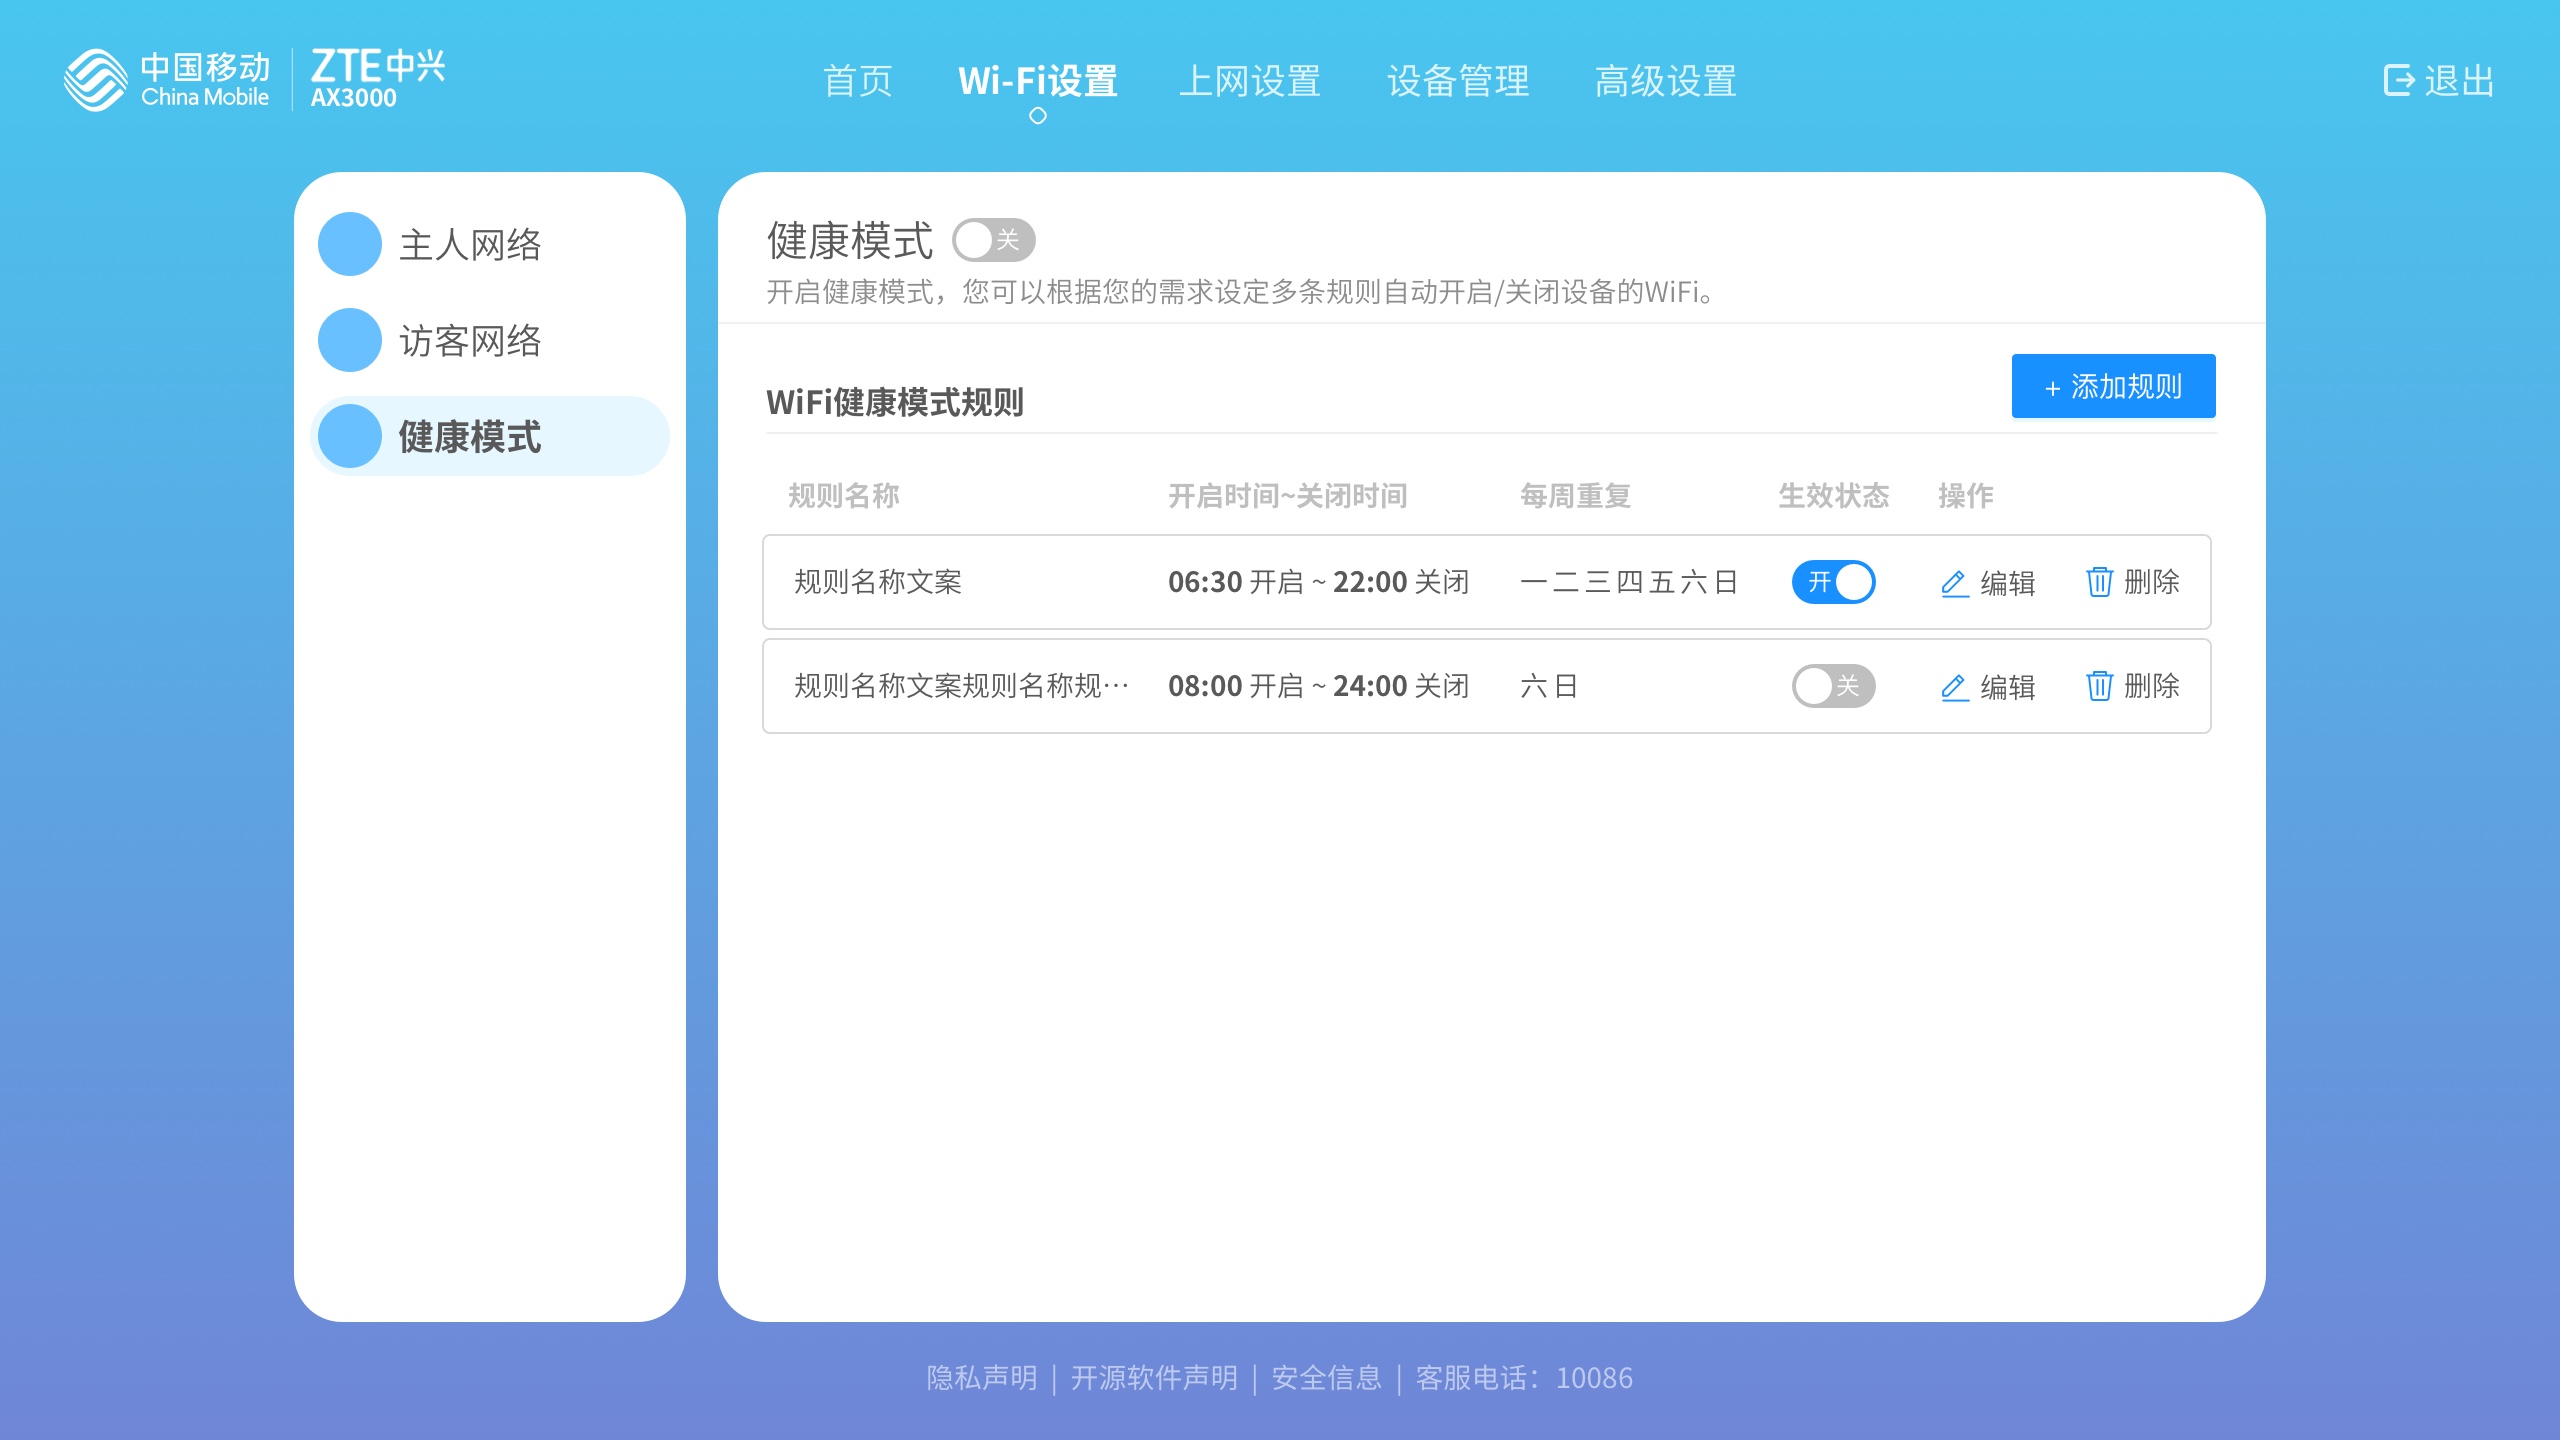 中国移动
China Mobile
ZTE中兴
AX3000
首页 Wi-Fi设置 上网设置 设备管理 高级设置
退出
主人网络
访客网络
健康模式
健康模式 关
开启健康模式，您可以根据您的需求设定多条规则自动开启/关闭设备的WiFi。
WiFi健康模式规则
+ 添加规则
规则名称 开启时间~关闭时间 每周重复 生效状态 操作
规则名称文案 06:30 开启 ~ 22:00 关闭 一 二 三 四 五 六 日 开 编辑 删除
规则名称文案规则名称规… 08:00 开启 ~ 24:00 关闭 六 日 关 编辑 删除
隐私声明 | 开源软件声明 | 安全信息 | 客服电话：10086